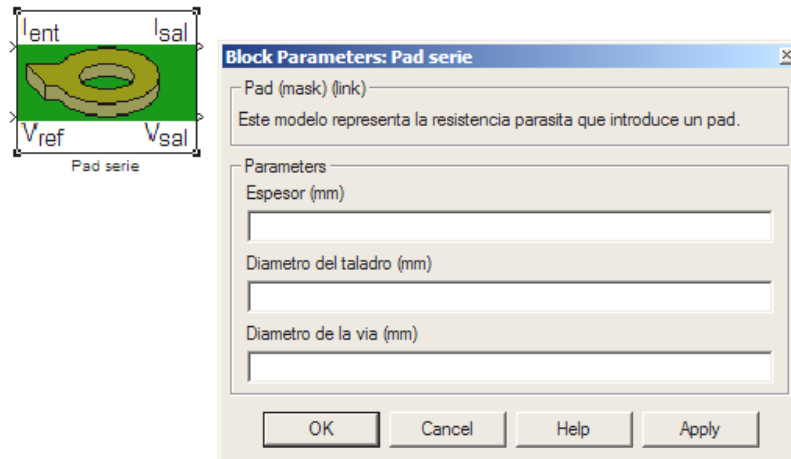 Ient Isal
Vref Vsal
Pad serie
Block Parameters: Pad serie
Pad (mask) (link)
Este modelo representa la resistencia parasita que introduce un pad.
Parameters
Espesor (mm)
Diametro del taladro (mm)
Diametro de la via (mm)
OK Cancel Help Apply